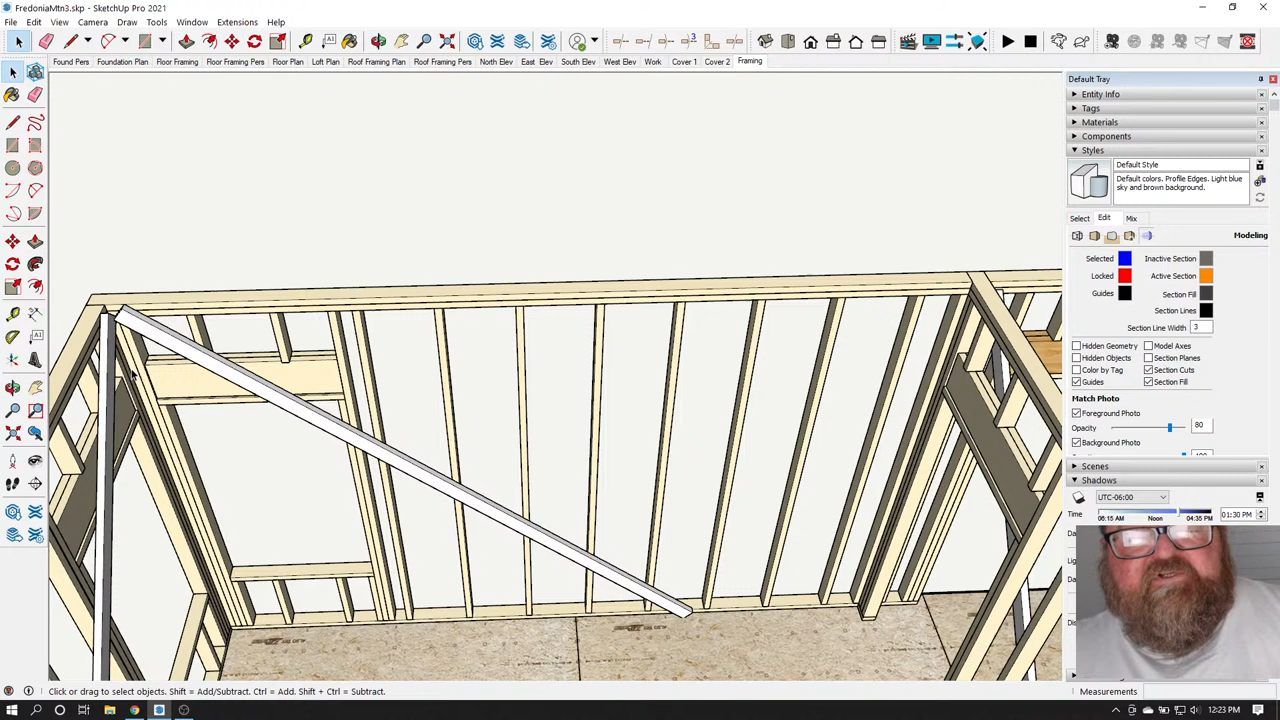 FredoniaMtn3.skp - SketchUp Pro 2021
File Edit View Camera Draw Tools Window Extensions Help
Found Pers Foundation Plan Floor Framing Floor Framing Pers Floor Plan Loft Plan Roof Framing Plan Roof Framing Pers North Elev East Elev South Elev West Elev Work Cover 1 Cover 2 Framing
Default Tray
Entity Info
Tags
Materials
Components
Styles
Default Style
Default colors. Profile Edges. Light blue
sky and brown background.
Select Edit Mix
Modeling
Selected Inactive Section
Locked Active Section
Guides Section Fill
Section Lines
Section Line Width 3
Hidden Geometry Model Axes
Hidden Objects Section Planes
Color by Tag Section Cuts
Guides Section Fill
Match Photo
Foreground Photo
Opacity 80
Background Photo
Scenes
Shadows
UTC-06:00
Time 06:15 AM Noon 04:35 PM 01:30 PM
Click or drag to select objects. Shift = Add/Subtract. Ctrl = Add. Shift + Ctrl = Subtract.
Measurements
12:23 PM